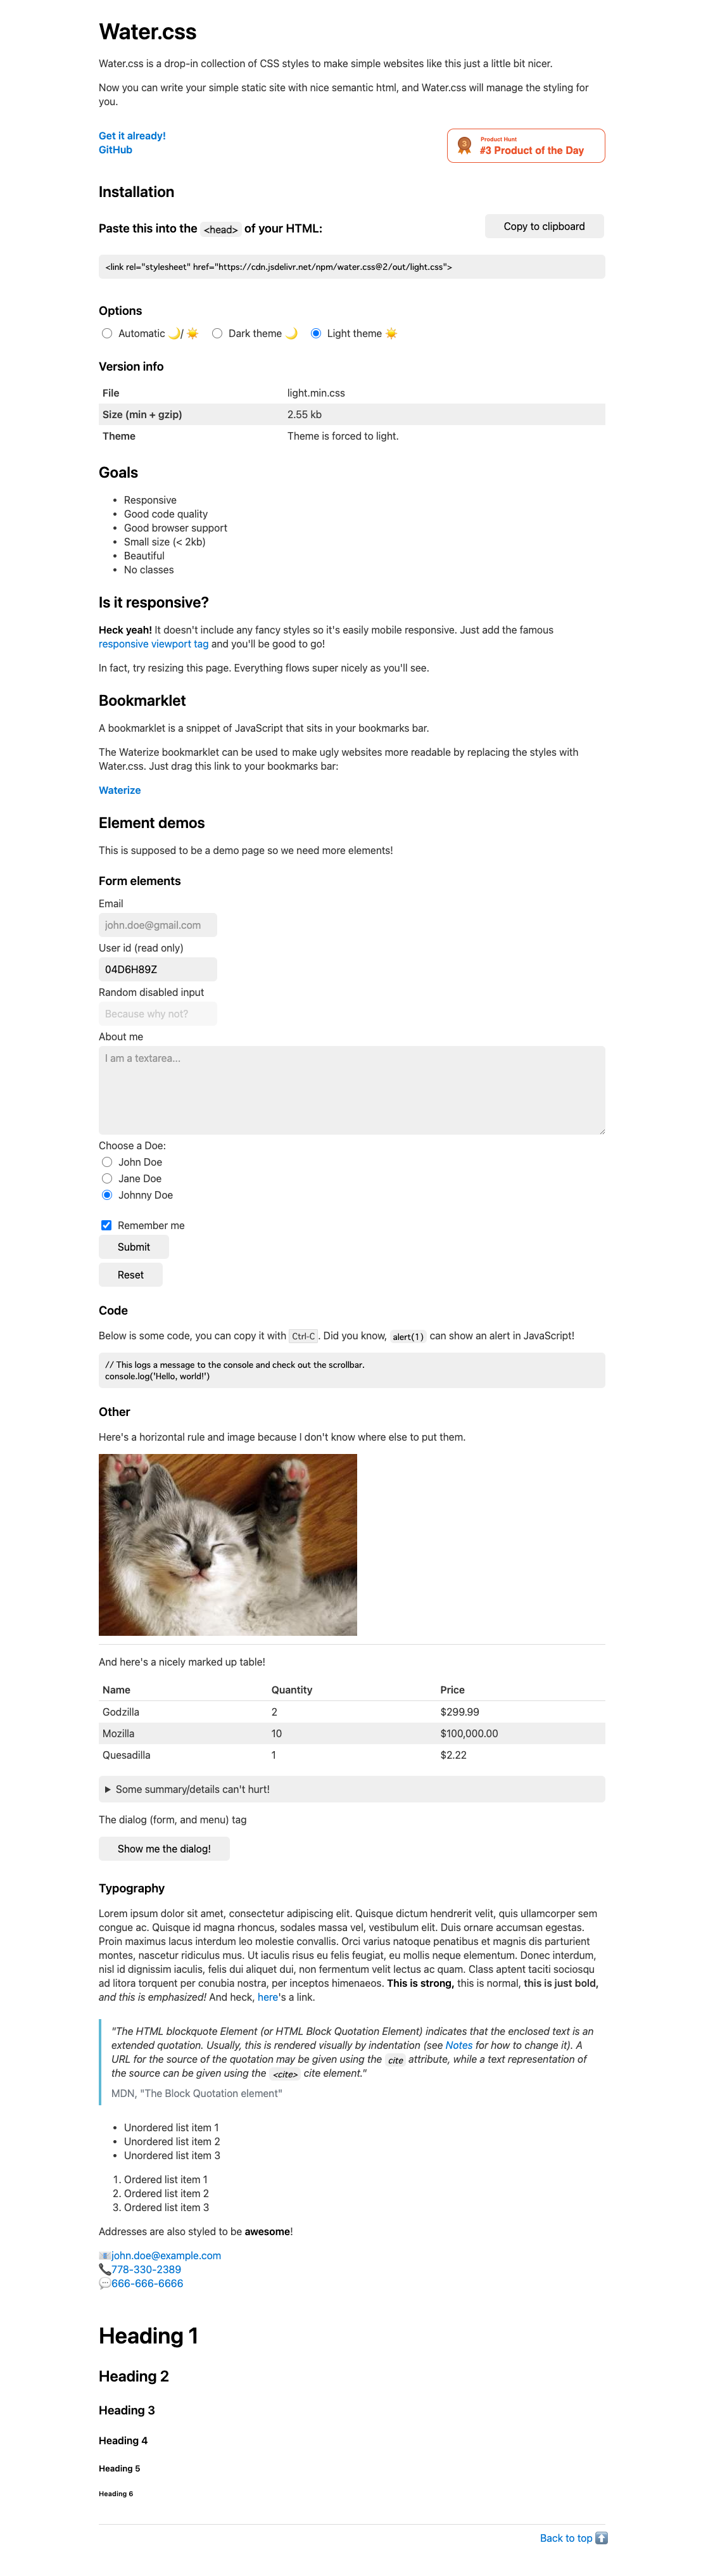 Water.css
Water.css is a drop-in collection of CSS styles to make simple websites like this just a little bit nicer.
Now you can write your simple static site with nice semantic html, and Water.css will manage the styling for
you.
Get it already!
GitHub
3
Product Hunt
#3 Product of the Day
Installation
Paste this into the <head> of your HTML:
Copy to clipboard
<link rel="stylesheet" href="https://cdn.jsdelivr.net/npm/water.css@2/out/light.css">
Options
Automatic 🌙/ ☀️ Dark theme 🌙 Light theme ☀️
Version info
File light.min.css
Size (min + gzip) 2.55 kb
Theme Theme is forced to light.
Goals
• Responsive
• Good code quality
• Good browser support
• Small size (< 2kb)
• Beautiful
• No classes
Is it responsive?
Heck yeah! It doesn't include any fancy styles so it's easily mobile responsive. Just add the famous
responsive viewport tag and you'll be good to go!
In fact, try resizing this page. Everything flows super nicely as you'll see.
Bookmarklet
A bookmarklet is a snippet of JavaScript that sits in your bookmarks bar.
The Waterize bookmarklet can be used to make ugly websites more readable by replacing the styles with
Water.css. Just drag this link to your bookmarks bar:
Waterize
Element demos
This is supposed to be a demo page so we need more elements!
Form elements
Email
john.doe@gmail.com
User id (read only)
04D6H89Z
Random disabled input
Because why not?
About me
I am a textarea...
Choose a Doe:
John Doe
Jane Doe
Johnny Doe
Remember me
Submit
Reset
Code
Below is some code, you can copy it with Ctrl-C. Did you know, alert(1) can show an alert in JavaScript!
// This logs a message to the console and check out the scrollbar.
console.log('Hello, world!')
Other
Here's a horizontal rule and image because I don't know where else to put them.
And here's a nicely marked up table!
Name Quantity Price
Godzilla 2 $299.99
Mozilla 10 $100,000.00
Quesadilla 1 $2.22
▶ Some summary/details can't hurt!
The dialog (form, and menu) tag
Show me the dialog!
Typography
Lorem ipsum dolor sit amet, consectetur adipiscing elit. Quisque dictum hendrerit velit, quis ullamcorper sem
congue ac. Quisque id magna rhoncus, sodales massa vel, vestibulum elit. Duis ornare accumsan egestas.
Proin maximus lacus interdum leo molestie convallis. Orci varius natoque penatibus et magnis dis parturient
montes, nascetur ridiculus mus. Ut iaculis risus eu felis feugiat, eu mollis neque elementum. Donec interdum,
nisl id dignissim iaculis, felis dui aliquet dui, non fermentum velit lectus ac quam. Class aptent taciti sociosqu
ad litora torquent per conubia nostra, per inceptos himenaeos. This is strong, this is normal, this is just bold,
and this is emphasized! And heck, here's a link.
"The HTML blockquote Element (or HTML Block Quotation Element) indicates that the enclosed text is an
extended quotation. Usually, this is rendered visually by indentation (see Notes for how to change it). A
URL for the source of the quotation may be given using the cite attribute, while a text representation of
the source can be given using the <cite> cite element."
MDN, "The Block Quotation element"
• Unordered list item 1
• Unordered list item 2
• Unordered list item 3
1. Ordered list item 1
2. Ordered list item 2
3. Ordered list item 3
Addresses are also styled to be awesome!
📧john.doe@example.com
📞778-330-2389
💬666-666-6666
Heading 1
Heading 2
Heading 3
Heading 4
Heading 5
Heading 6
Back to top ⬆️